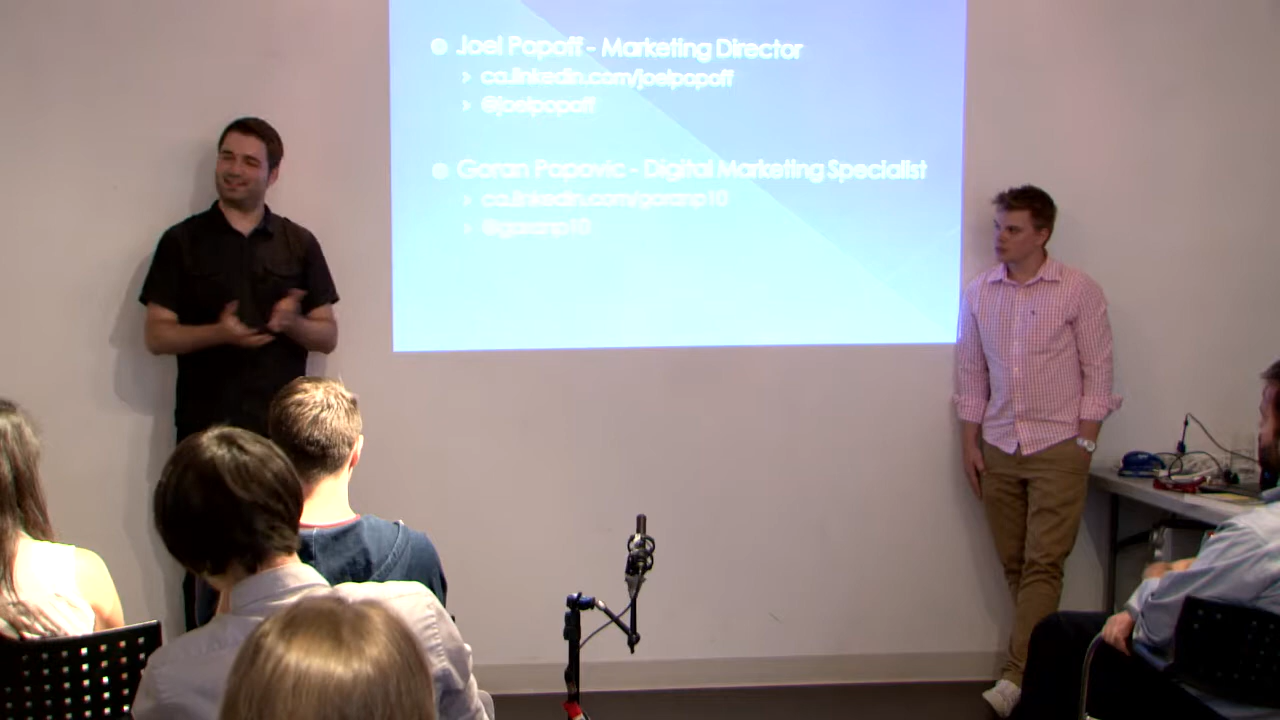 Joel Popoff - Marketing Director
ca.linkedin.com/joelpopoff
@joelpopoff
Goran Popovic - Digital Marketing Specialist
ca.linkedin.com/goranp10
@goranp10